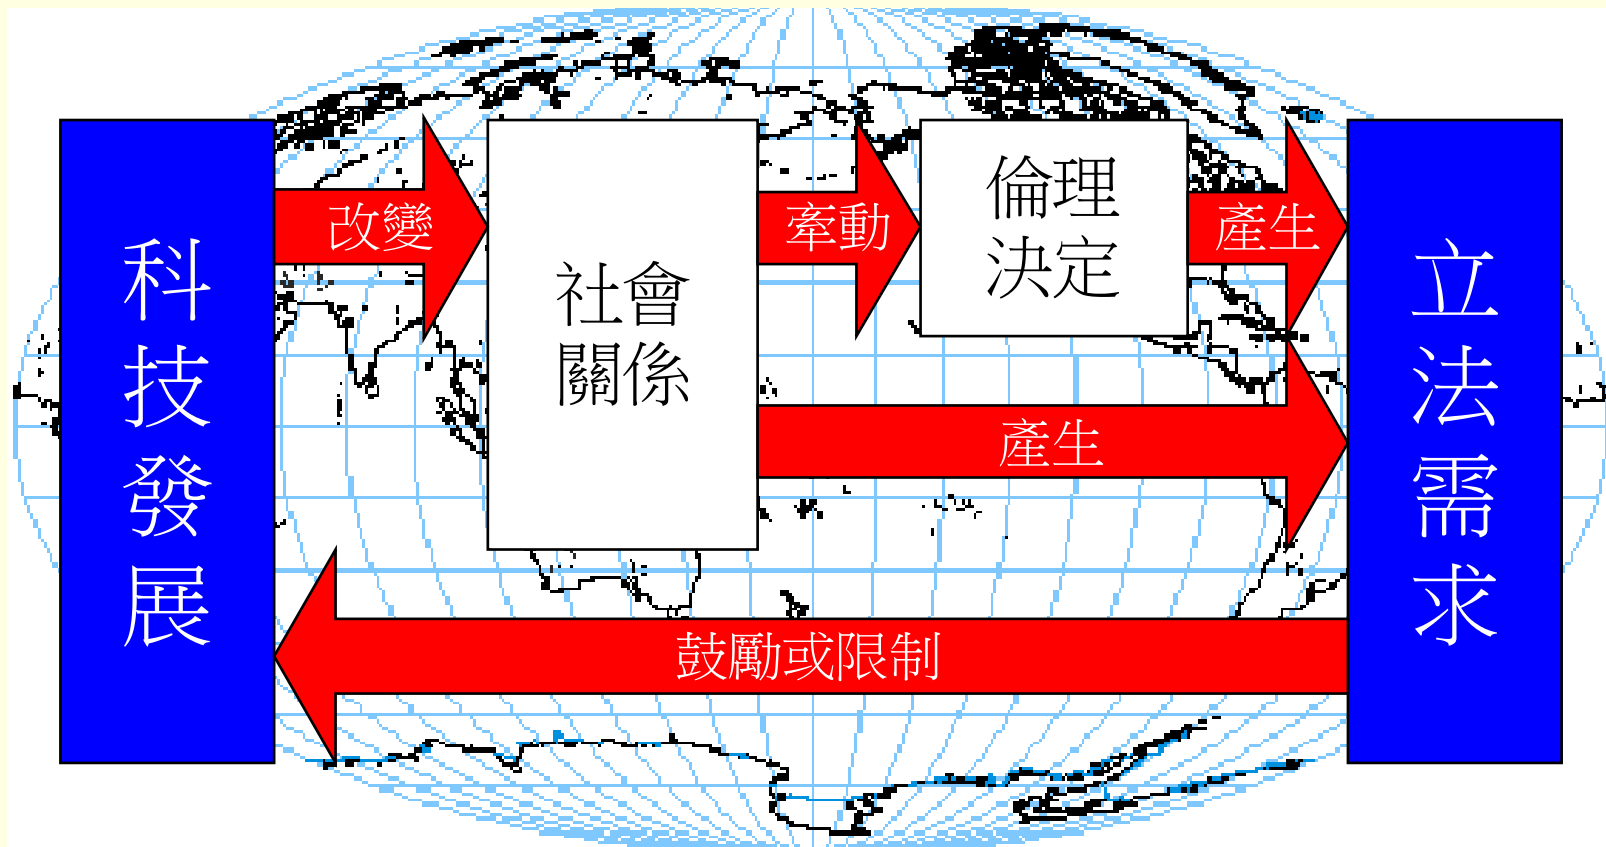 科技發展
改變
社會
關係
牽動
倫理
決定
產生
產生
立法需求
鼓勵或限制